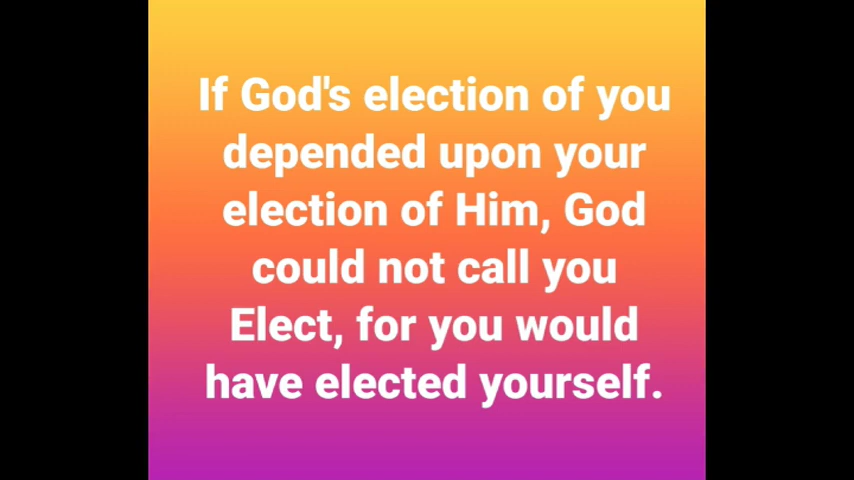 If God's election of you
depended upon your
election of Him, God
could not call you
Elect, for you would
have elected yourself.